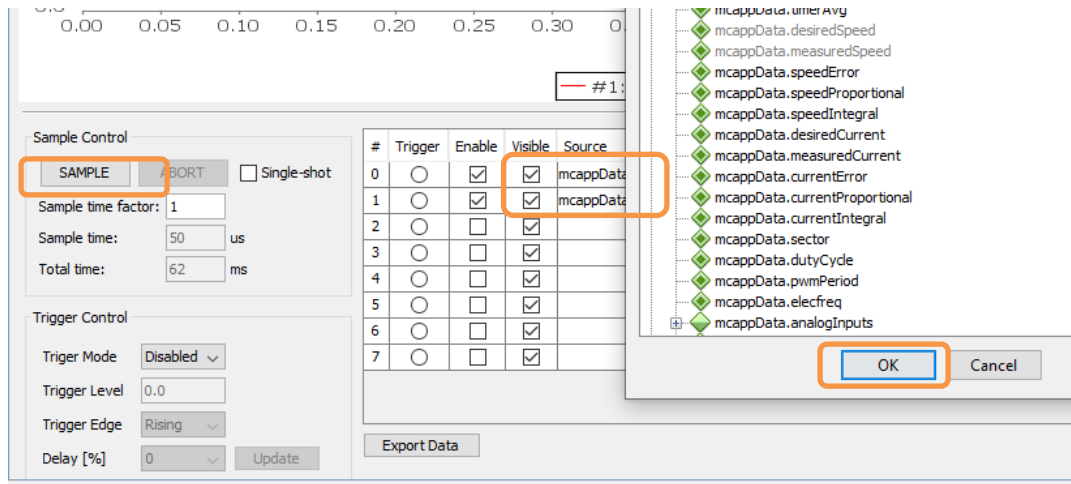 0.00 0.05 0.10 0.15 0.20 0.25 0.30
#1:
Sample Control
SAMPLE ABORT Single-shot
Sample time factor: 1
Sample time: 50 us
Total time: 62 ms
Trigger Control
Triger Mode Disabled
Trigger Level 0.0
Trigger Edge Rising
Delay [%] 0 Update
# Trigger Enable Visible Source
0 mcappData
1 mcappData
2
3
4
5
6
7
Export Data
mcappData.timerAvg
mcappData.desiredSpeed
mcappData.measuredSpeed
mcappData.speedError
mcappData.speedProportional
mcappData.speedIntegral
mcappData.desiredCurrent
mcappData.measuredCurrent
mcappData.currentError
mcappData.currentProportional
mcappData.currentIntegral
mcappData.sector
mcappData.dutyCycle
mcappData.pwmPeriod
mcappData.elecfreq
mcappData.analogInputs
OK Cancel